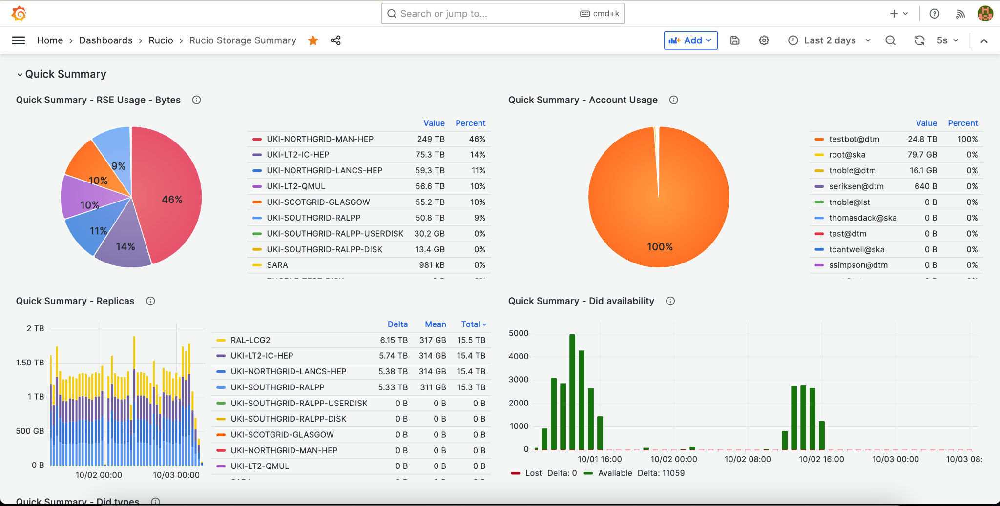 Search or jump to... cmd+k
Home › Dashboards › Rucio › Rucio Storage Summary Add Last 2 days 5s
Quick Summary
Quick Summary - RSE Usage - Bytes
46%
14%
11%
10%
10%
9%
Value Percent
UKI-NORTHGRID-MAN-HEP 249 TB 46%
UKI-LT2-IC-HEP 75.3 TB 14%
UKI-NORTHGRID-LANCS-HEP 59.3 TB 11%
UKI-LT2-QMUL 56.6 TB 10%
UKI-SCOTGRID-GLASGOW 55.2 TB 10%
UKI-SOUTHGRID-RALPP 50.8 TB 9%
UKI-SOUTHGRID-RALPP-USERDISK 30.2 GB 0%
UKI-SOUTHGRID-RALPP-DISK 13.4 GB 0%
SARA 981 kB 0%
Quick Summary - Account Usage
100%
Value Percent
testbot@dtm 24.8 TB 100%
root@ska 79.7 GB 0%
tnoble@dtm 16.1 GB 0%
seriksen@dtm 640 B 0%
tnoble@lst 0 B 0%
thomasdack@ska 0 B 0%
test@dtm 0 B 0%
tcantwell@ska 0 B 0%
ssimpson@dtm 0 B 0%
Quick Summary - Replicas
2 TB
1.50 TB
1 TB
500 GB
0 B
10/02 00:00 10/03 00:00
Delta Mean Total
RAL-LCG2 6.15 TB 317 GB 15.5 TB
UKI-LT2-IC-HEP 5.74 TB 314 GB 15.4 TB
UKI-NORTHGRID-LANCS-HEP 5.38 TB 314 GB 15.4 TB
UKI-SOUTHGRID-RALPP 5.33 TB 311 GB 15.3 TB
UKI-SOUTHGRID-RALPP-USERDISK 0 B 0 B 0 B
UKI-SOUTHGRID-RALPP-DISK 0 B 0 B 0 B
UKI-SCOTGRID-GLASGOW 0 B 0 B 0 B
UKI-NORTHGRID-MAN-HEP 0 B 0 B 0 B
UKI-LT2-QMUL 0 B 0 B 0 B
Quick Summary - Did availability
5000
4000
3000
2000
1000
0
10/01 16:00 10/02 00:00 10/02 08:00 10/02 16:00 10/03 00:00 10/03 08:
Lost Delta: 0 Available Delta: 11059
Quick Summary - Did types